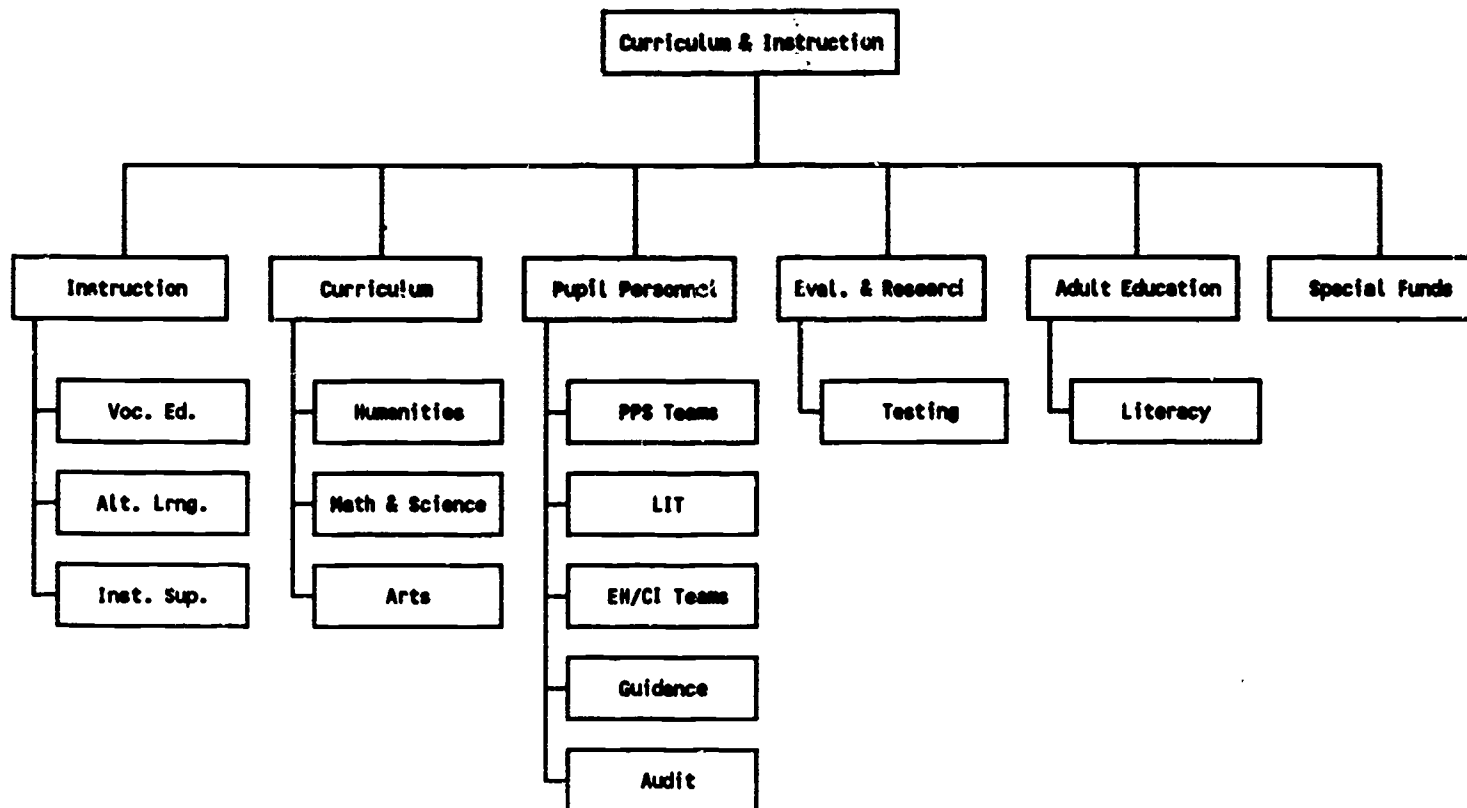 Curriculum & Instruction
Instruction
Curriculum
Pupil Personnel
Eval. & Research
Adult Education
Special Funds
Voc. Ed.
Humanities
PPS Teams
Testing
Literacy
Alt. Lrng.
Math & Science
LIT
Inst. Sup.
Arts
EH/CI Teams
Guidance
Audit